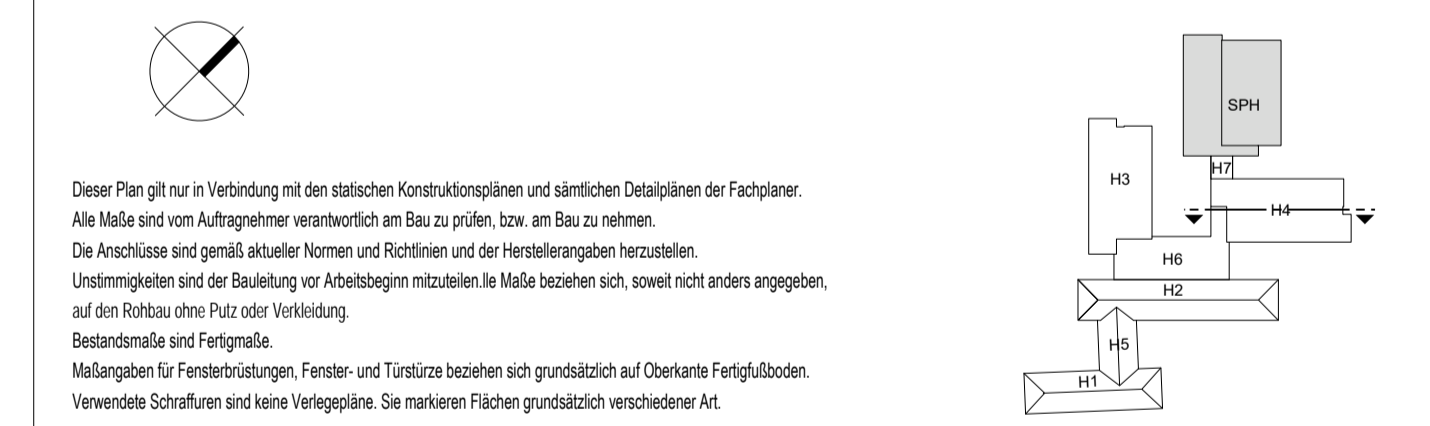 Dieser Plan gilt nur in Verbindung mit den statischen Konstruktionsplänen und sämtlichen Detailplänen der Fachplaner.
Alle Maße sind vom Auftragnehmer verantwortlich am Bau zu prüfen, bzw. am Bau zu nehmen.
Die Anschlüsse sind gemäß aktueller Normen und Richtlinien und der Herstellerangaben herzustellen.
Unstimmigkeiten sind der Bauleitung vor Arbeitsbeginn mitzuteilen.lle Maße beziehen sich, soweit nicht anders angegeben,
auf den Rohbau ohne Putz oder Verkleidung.
Bestandsmaße sind Fertigmaße.
Maßangaben für Fensterbrüstungen, Fenster- und Türstürze beziehen sich grundsätzlich auf Oberkante Fertigfußboden.
Verwendete Schraffuren sind keine Verlegepläne. Sie markieren Flächen grundsätzlich verschiedener Art.
SPH
H7
H3
H4
H6
H2
H5
H1